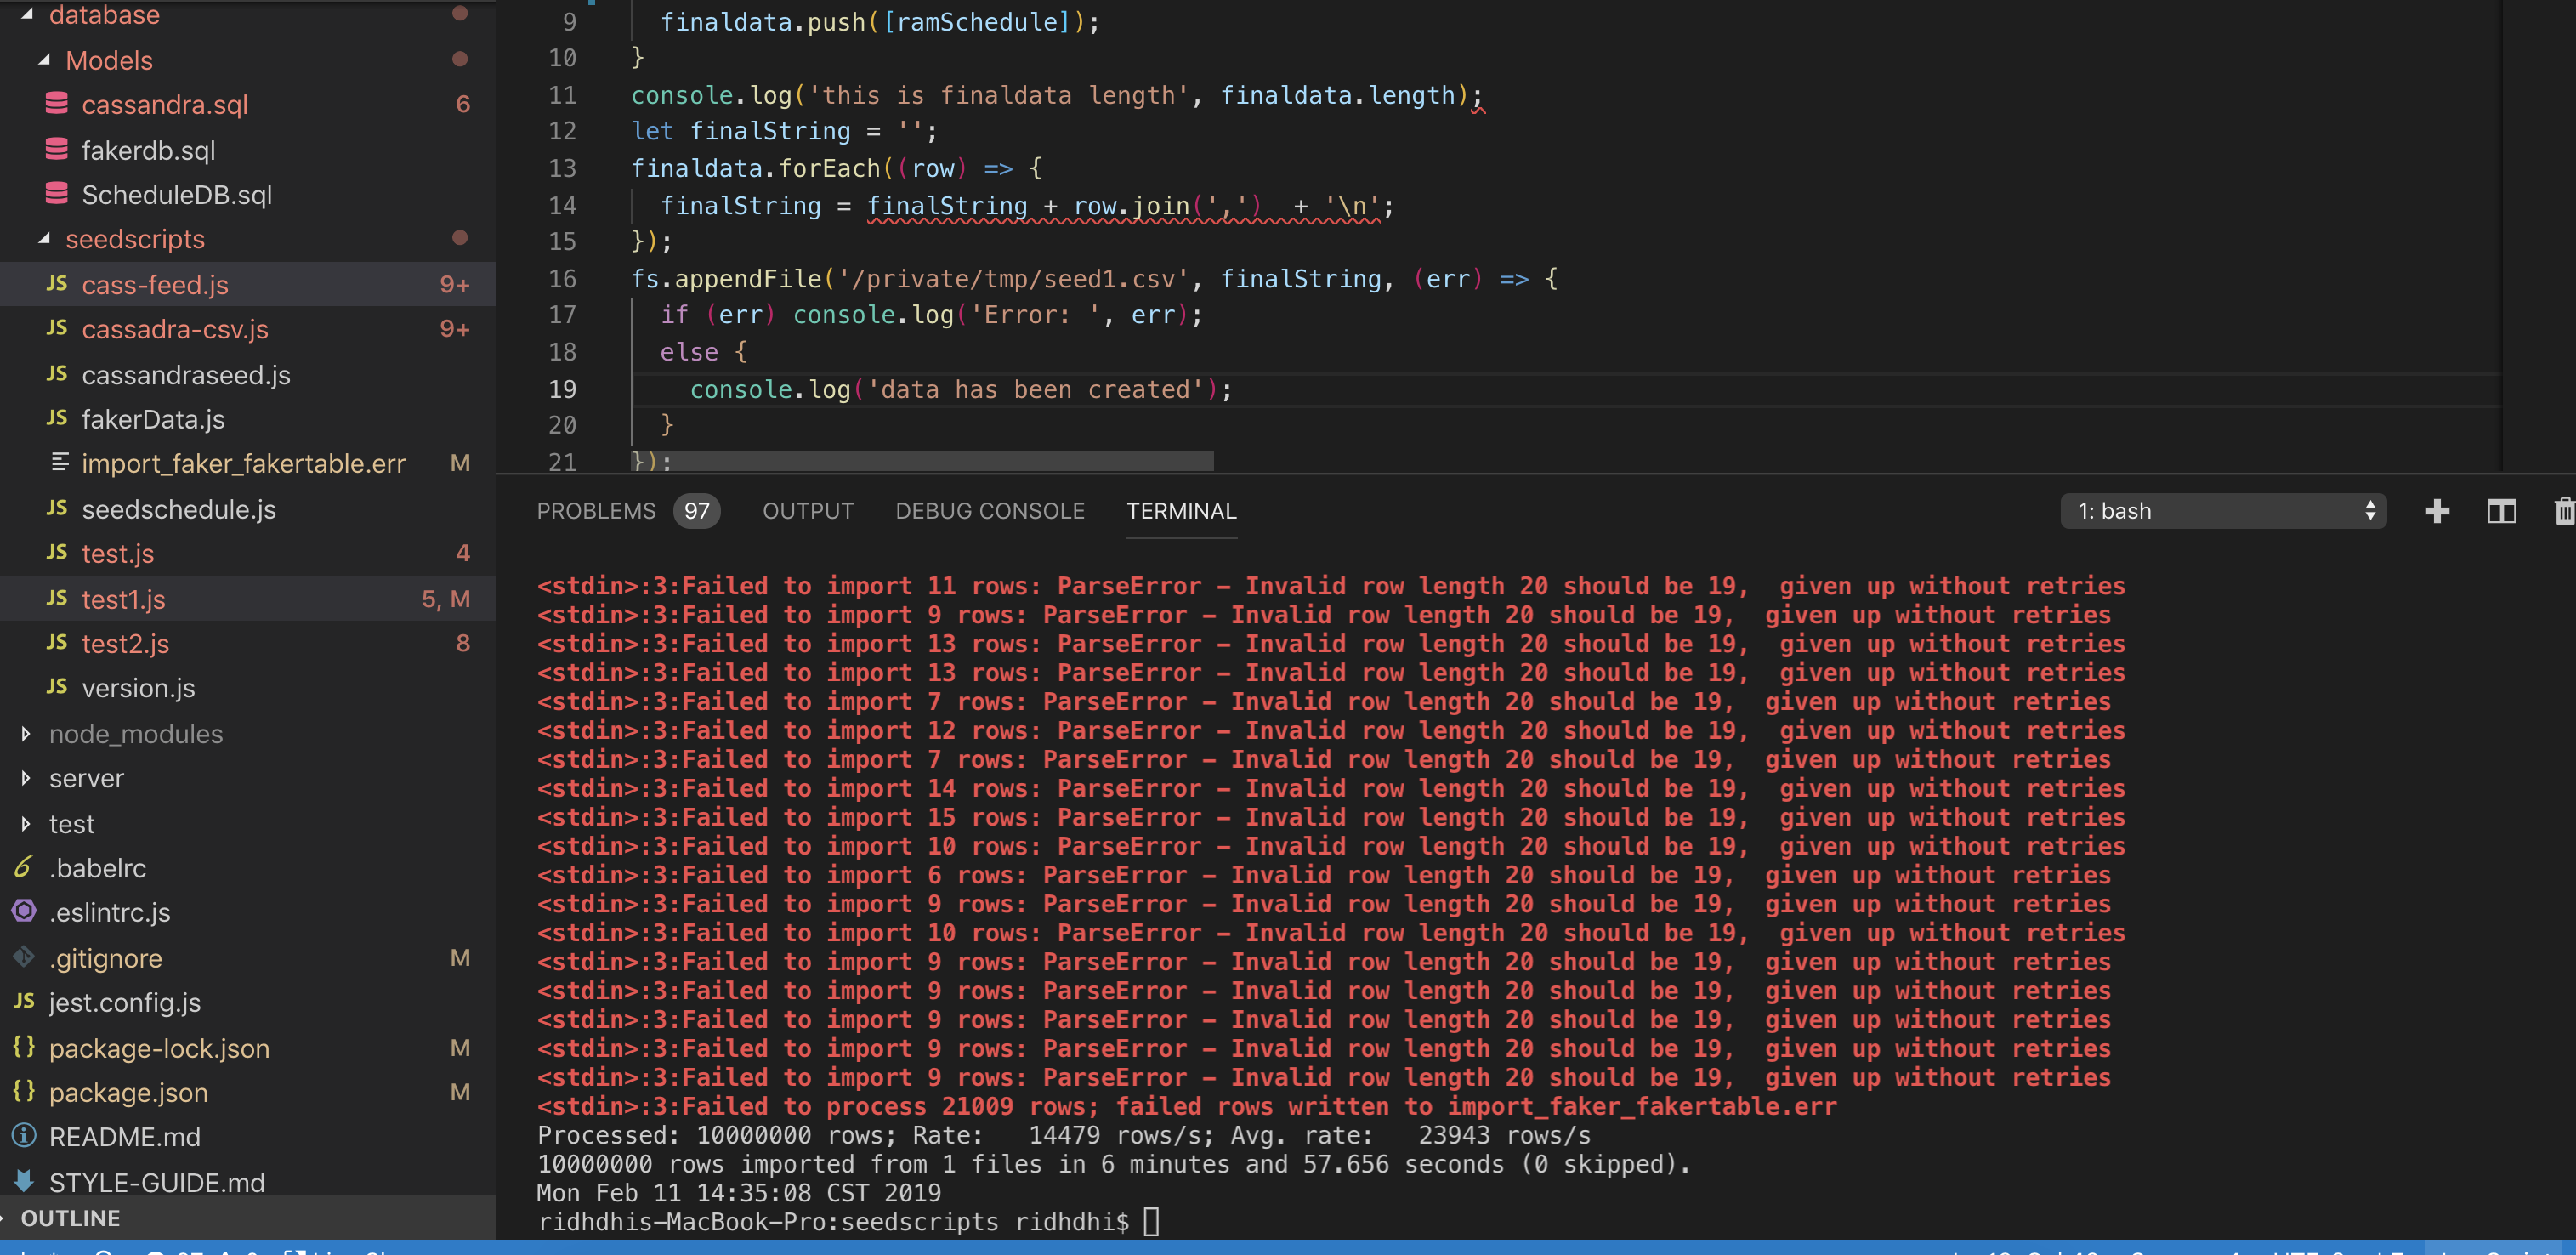 database
Models
cassandra.sql 6
fakerdb.sql
ScheduleDB.sql
seedscripts
JS cass-feed.js 9+
JS cassadra-csv.js 9+
JS cassandraseed.js
JS fakerData.js
import_faker_fakertable.err M
JS seedschedule.js
JS test.js 4
JS test1.js 5, M
JS test2.js 8
JS version.js
node_modules
server
test
.babelrc
.eslintrc.js
.gitignore M
JS jest.config.js
{} package-lock.json M
{} package.json M
README.md
STYLE-GUIDE.md
OUTLINE
9 finaldata.push([ramSchedule]);
10 }
11 console.log('this is finaldata length', finaldata.length);
12 let finalString = '';
13 finaldata.forEach((row) => {
14 finalString = finalString + row.join(',')  + '\n';
15 });
16 fs.appendFile('/private/tmp/seed1.csv', finalString, (err) => {
17 if (err) console.log('Error: ', err);
18 else {
19 console.log('data has been created');
20 }
21 });
PROBLEMS 97 OUTPUT DEBUG CONSOLE TERMINAL 1: bash
<stdin>:3:Failed to import 11 rows: ParseError - Invalid row length 20 should be 19,  given up without retries
<stdin>:3:Failed to import 9 rows: ParseError - Invalid row length 20 should be 19,  given up without retries
<stdin>:3:Failed to import 13 rows: ParseError - Invalid row length 20 should be 19,  given up without retries
<stdin>:3:Failed to import 13 rows: ParseError - Invalid row length 20 should be 19,  given up without retries
<stdin>:3:Failed to import 7 rows: ParseError - Invalid row length 20 should be 19,  given up without retries
<stdin>:3:Failed to import 12 rows: ParseError - Invalid row length 20 should be 19,  given up without retries
<stdin>:3:Failed to import 7 rows: ParseError - Invalid row length 20 should be 19,  given up without retries
<stdin>:3:Failed to import 14 rows: ParseError - Invalid row length 20 should be 19,  given up without retries
<stdin>:3:Failed to import 15 rows: ParseError - Invalid row length 20 should be 19,  given up without retries
<stdin>:3:Failed to import 10 rows: ParseError - Invalid row length 20 should be 19,  given up without retries
<stdin>:3:Failed to import 6 rows: ParseError - Invalid row length 20 should be 19,  given up without retries
<stdin>:3:Failed to import 9 rows: ParseError - Invalid row length 20 should be 19,  given up without retries
<stdin>:3:Failed to import 10 rows: ParseError - Invalid row length 20 should be 19,  given up without retries
<stdin>:3:Failed to import 9 rows: ParseError - Invalid row length 20 should be 19,  given up without retries
<stdin>:3:Failed to import 9 rows: ParseError - Invalid row length 20 should be 19,  given up without retries
<stdin>:3:Failed to import 9 rows: ParseError - Invalid row length 20 should be 19,  given up without retries
<stdin>:3:Failed to import 9 rows: ParseError - Invalid row length 20 should be 19,  given up without retries
<stdin>:3:Failed to import 9 rows: ParseError - Invalid row length 20 should be 19,  given up without retries
<stdin>:3:Failed to process 21009 rows; failed rows written to import_faker_fakertable.err
Processed: 10000000 rows; Rate:   14479 rows/s; Avg. rate:   23943 rows/s
10000000 rows imported from 1 files in 6 minutes and 57.656 seconds (0 skipped).
Mon Feb 11 14:35:08 CST 2019
ridhdhis-MacBook-Pro:seedscripts ridhdhi$